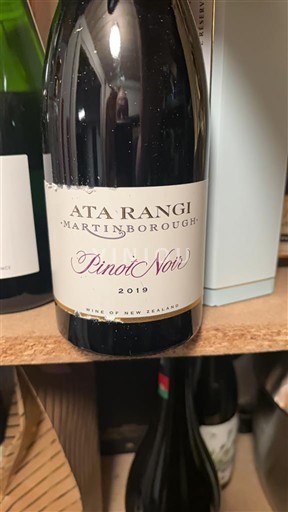 ATA RANGI
·MARTINBOROUGH·
Pinot Noir
2019
WINE OF NEW ZEALAND